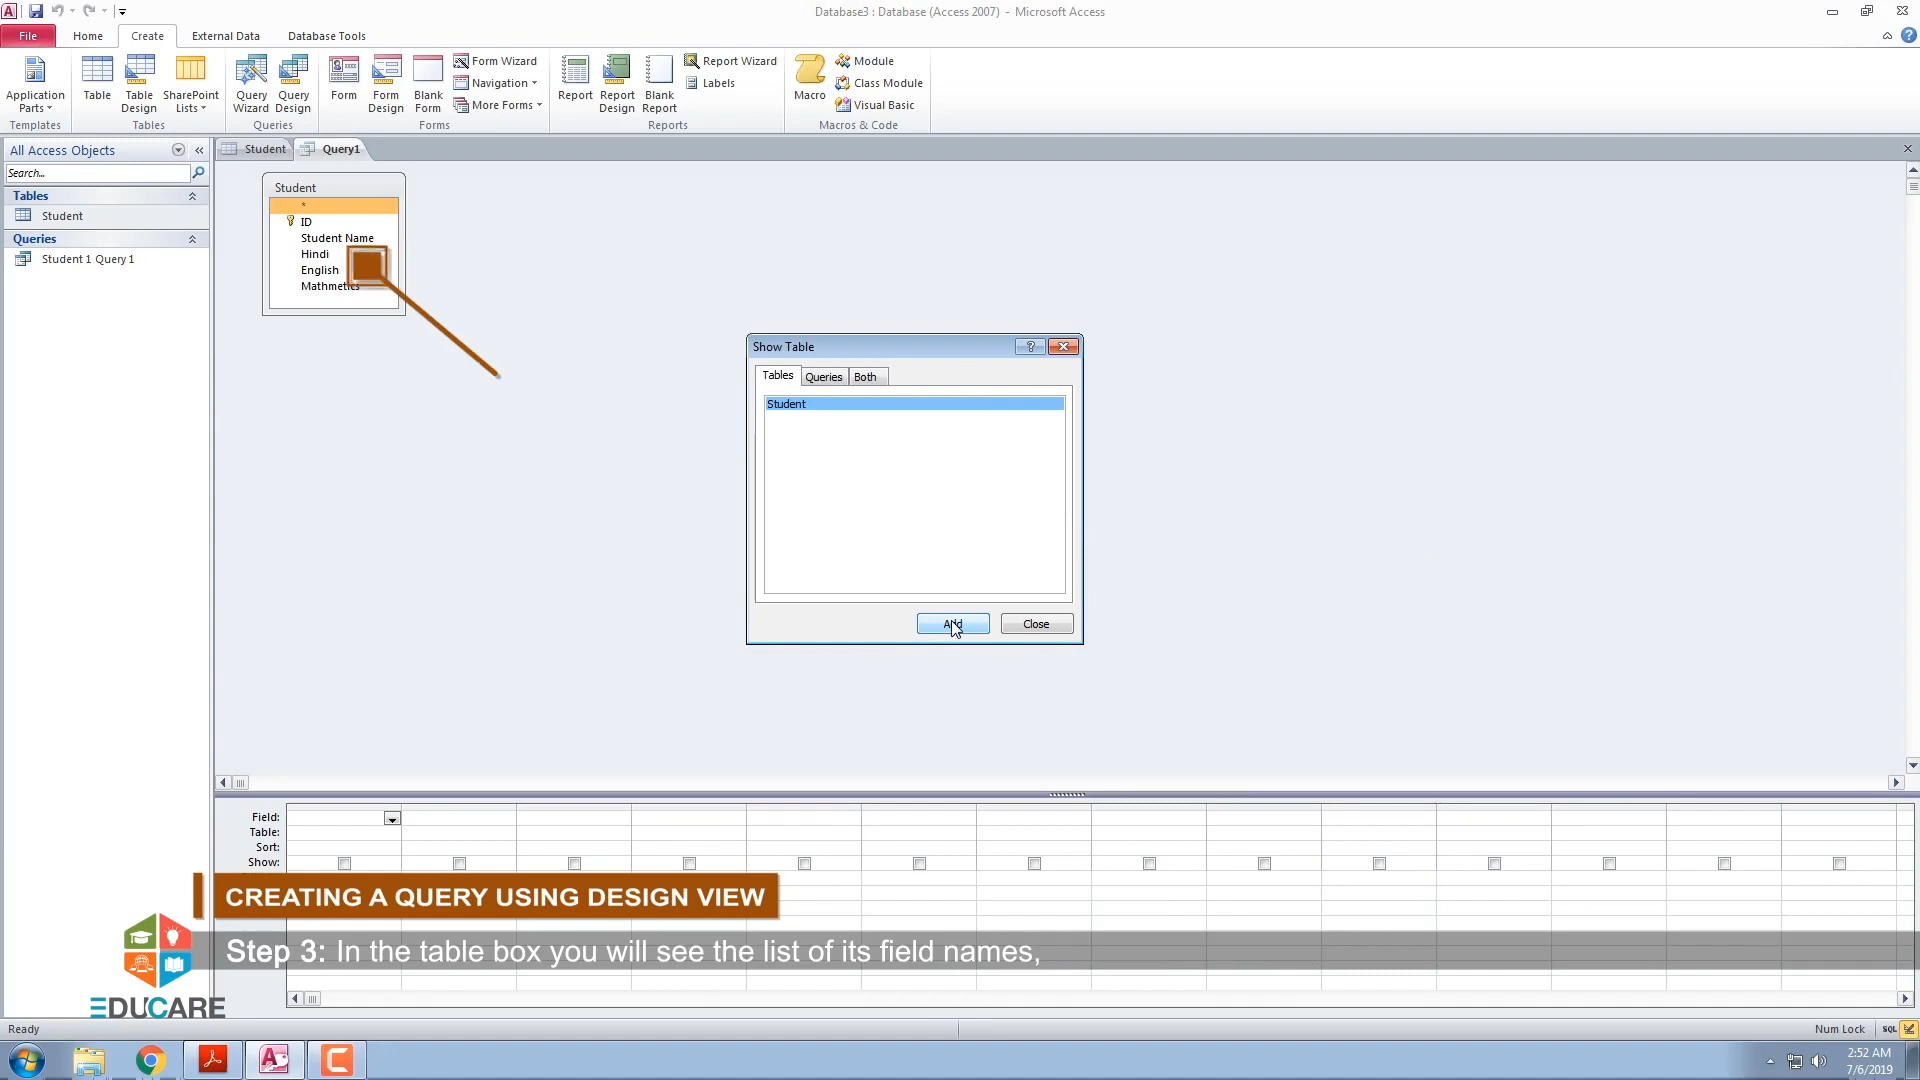 Database3 : Database (Access 2007) - Microsoft Access
File Home Create External Data Database Tools
Application Parts
Table
Table Design
SharePoint Lists
Query Wizard
Query Design
Form
Form Design
Blank Form
Form Wizard
Navigation
More Forms
Report
Report Design
Blank Report
Report Wizard
Labels
Macro
Module
Class Module
Visual Basic
Templates Tables Queries Forms Reports Macros & Code
All Access Objects
Search...
Tables
Student
Queries
Student 1 Query 1
Student Query1
Student
*
ID
Student Name
Hindi
English
Mathmetics
Show Table
Tables Queries Both
Student
Add Close
Field:
Table:
Sort:
Show:
CREATING A QUERY USING DESIGN VIEW
Step 3: In the table box you will see the list of its field names,
EDUCARE
Ready
Num Lock
SQL
2:52 AM
7/6/2019